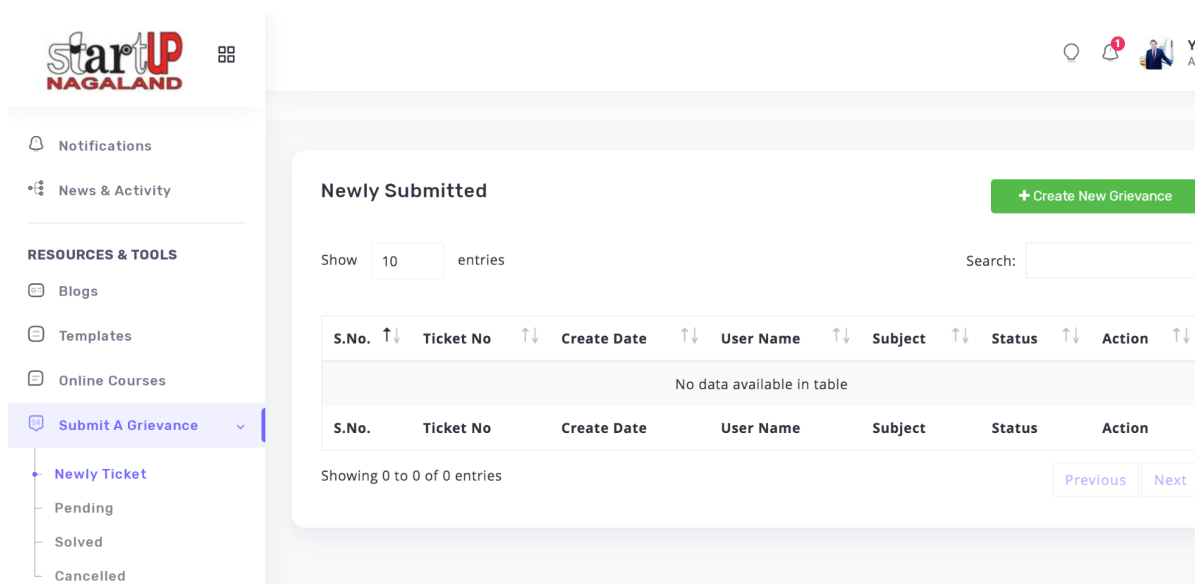 startUP
NAGALAND
1
Y
A
Notifications
News & Activity
RESOURCES & TOOLS
Blogs
Templates
Online Courses
24 Submit A Grievance
Newly Ticket
Pending
Solved
Cancelled
Newly Submitted
+ Create New Grievance
Show 10 entries
Search:
S.No. Ticket No Create Date User Name Subject Status Action
No data available in table
S.No. Ticket No Create Date User Name Subject Status Action
Showing 0 to 0 of 0 entries
Previous Next